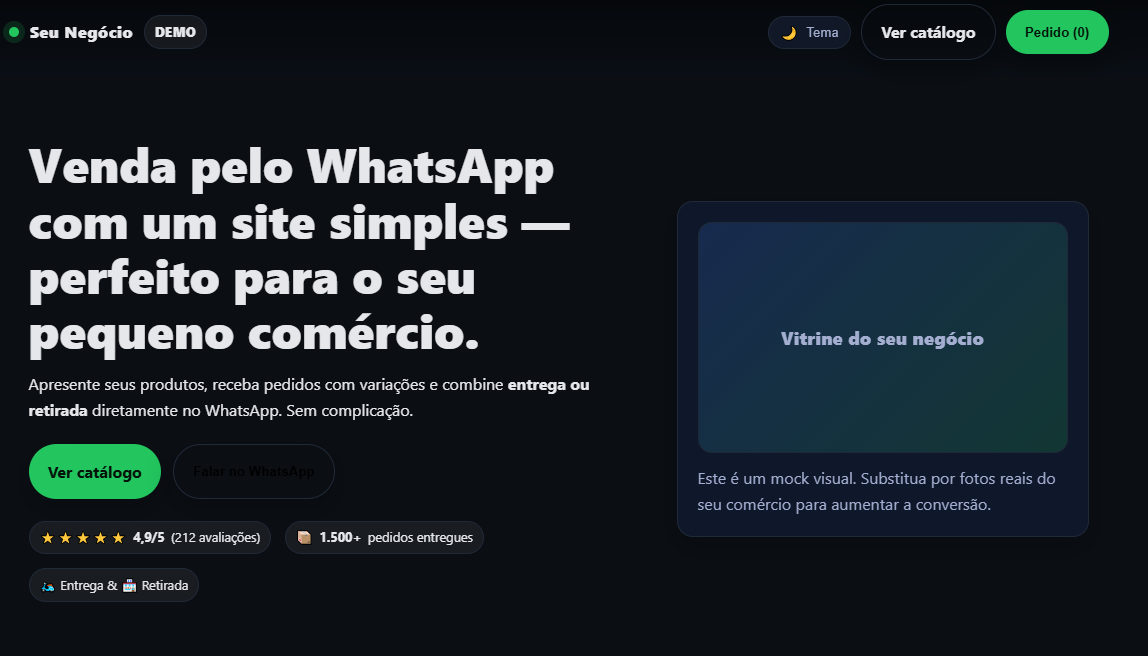 Seu Negócio DEMO
Tema
Ver catálogo
Pedido (0)
Venda pelo WhatsApp
com um site simples —
perfeito para o seu
pequeno comércio.
Apresente seus produtos, receba pedidos com variações e combine entrega ou
retirada diretamente no WhatsApp. Sem complicação.
Ver catálogo
Falar no WhatsApp
4,9/5 (212 avaliações)
1.500+ pedidos entregues
Entrega & Retirada
Vitrine do seu negócio
Este é um mock visual. Substitua por fotos reais do
seu comércio para aumentar a conversão.